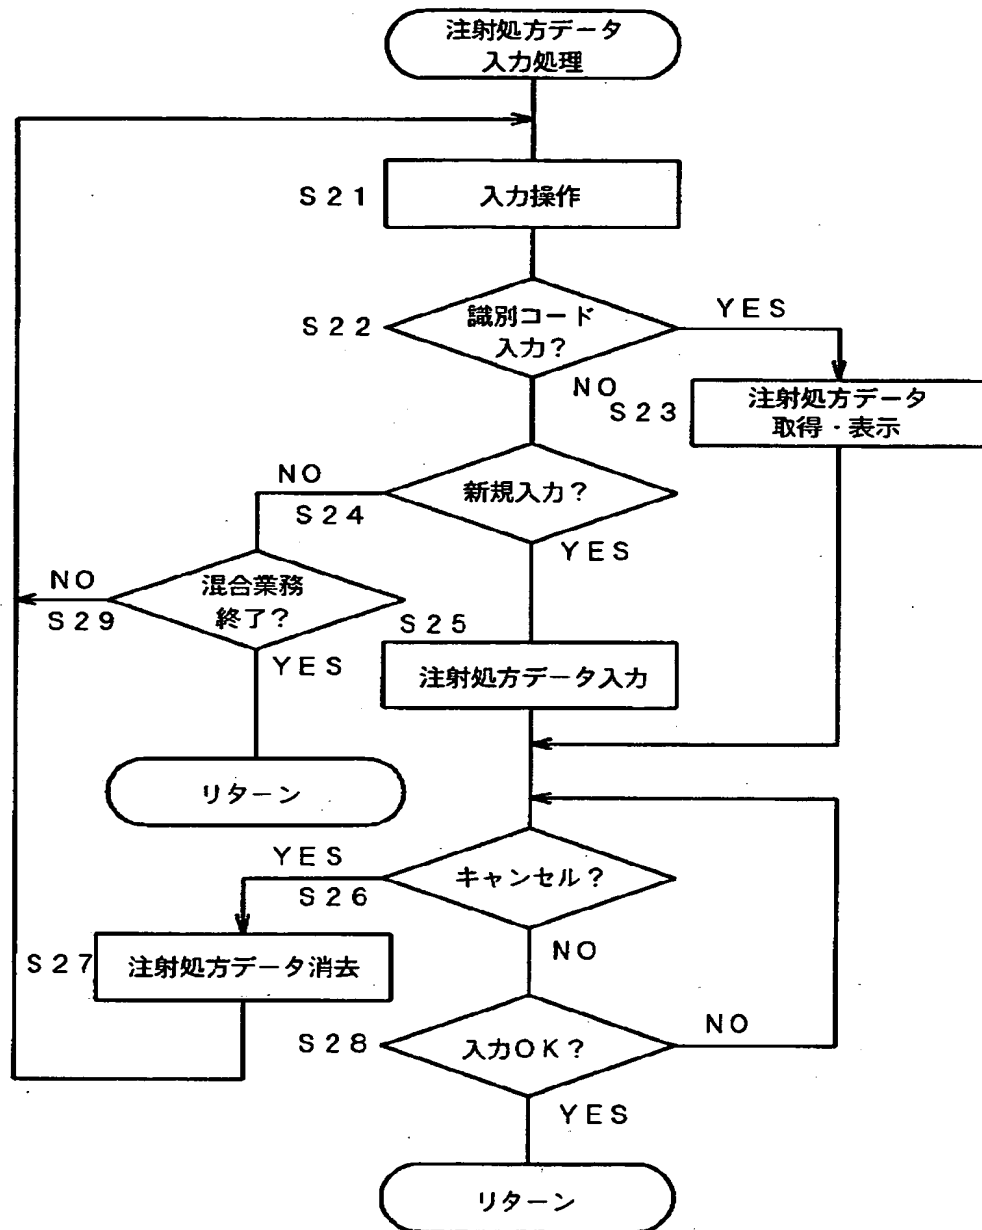 注射処方データ
入力処理
S21
入力操作
S22
識別コード
入力?
YES
NO
S23
注射処方データ
取得・表示
新規入力?
NO
S24
YES
混合業務
終了?
NO
S29
YES
S25
注射処方データ入力
リターン
キャンセル?
YES
S26
NO
S27
注射処方データ消去
S28
入力OK?
NO
YES
リターン